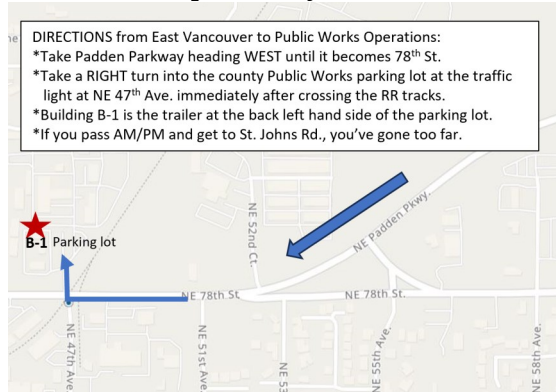 DIRECTIONS from East Vancouver to Public Works Operations:
*Take Padden Parkway heading WEST until it becomes 78th St.
*Take a RIGHT turn into the county Public Works parking lot at the traffic
light at NE 47th Ave. immediately after crossing the RR tracks.
*Building B-1 is the trailer at the back left hand side of the parking lot.
*If you pass AM/PM and get to St. Johns Rd., you've gone too far.
NE 52nd Ct.
NE Padden Pkwy.
B-1 Parking lot
NE 78th St
NE 78th St.
NE 47th Ave
NE 51st Ave.
NE 55th Ave.
NE 58th Ave.